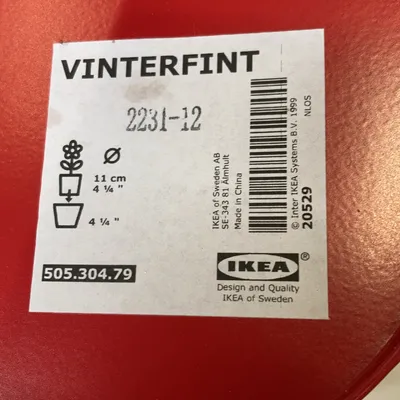 VINTERFINT
2231-12
Ø
11 cm
4 ¼ "
4 ¼ "
505.304.79
IKEA of Sweden AB
SE-343 81 Älmhult
Made in China
© Inter IKEA Systems B.V. 1999
20529
NLOS
IKEA®
Design and Quality
IKEA of Sweden